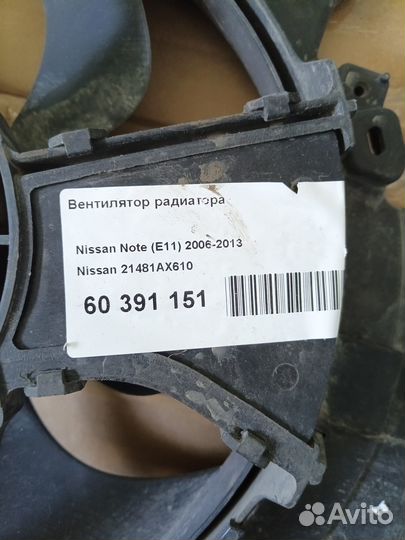 Вентилятор радиатора
Nissan Note (E11) 2006-2013
Nissan 21481AX610
60 391 151
Avito